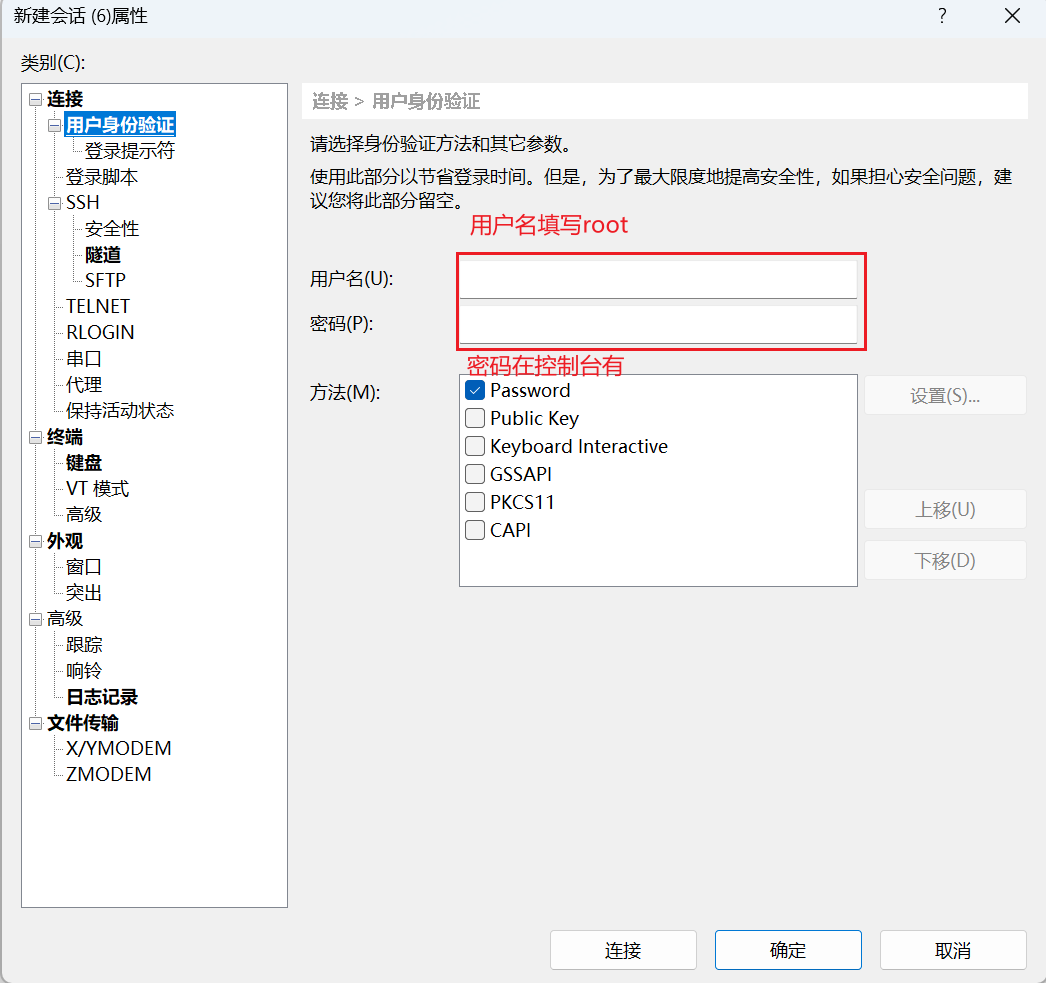 新建会话 (6)属性
类别(C):
连接
用户身份验证
登录提示符
登录脚本
SSH
安全性
隧道
SFTP
TELNET
RLOGIN
串口
代理
保持活动状态
终端
键盘
VT 模式
高级
外观
窗口
突出
高级
跟踪
响铃
日志记录
文件传输
X/YMODEM
ZMODEM
连接 > 用户身份验证
请选择身份验证方法和其它参数。
使用此部分以节省登录时间。但是，为了最大限度地提高安全性，如果担心安全问题，建
议您将此部分留空。
用户名填写root
用户名(U):
密码(P):
密码在控制台有
方法(M):
Password
Public Key
Keyboard Interactive
GSSAPI
PKCS11
CAPI
设置(S)...
上移(U)
下移(D)
连接
确定
取消